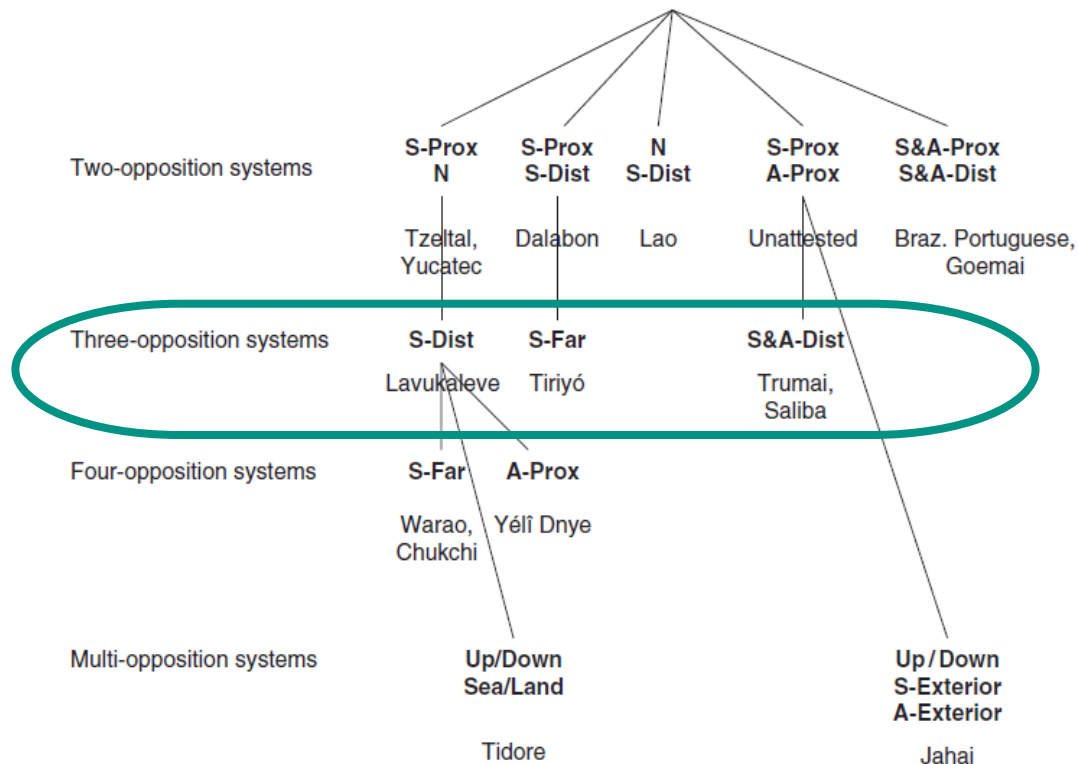 Two-opposition systems
S-Prox
N
S-Prox
S-Dist
N
S-Dist
S-Prox
A-Prox
S&A-Prox
S&A-Dist
Tzeltal,
Yucatec
Dalabon
Lao
Unattested
Braz. Portuguese,
Goemai
Three-opposition systems
S-Dist
S-Far
S&A-Dist
Lavukaleve
Tiriyó
Trumai,
Saliba
Four-opposition systems
S-Far
A-Prox
Warao,
Chukchi
Yélî Dnye
Multi-opposition systems
Up/Down
Sea/Land
Up/Down
S-Exterior
A-Exterior
Tidore
Jahai